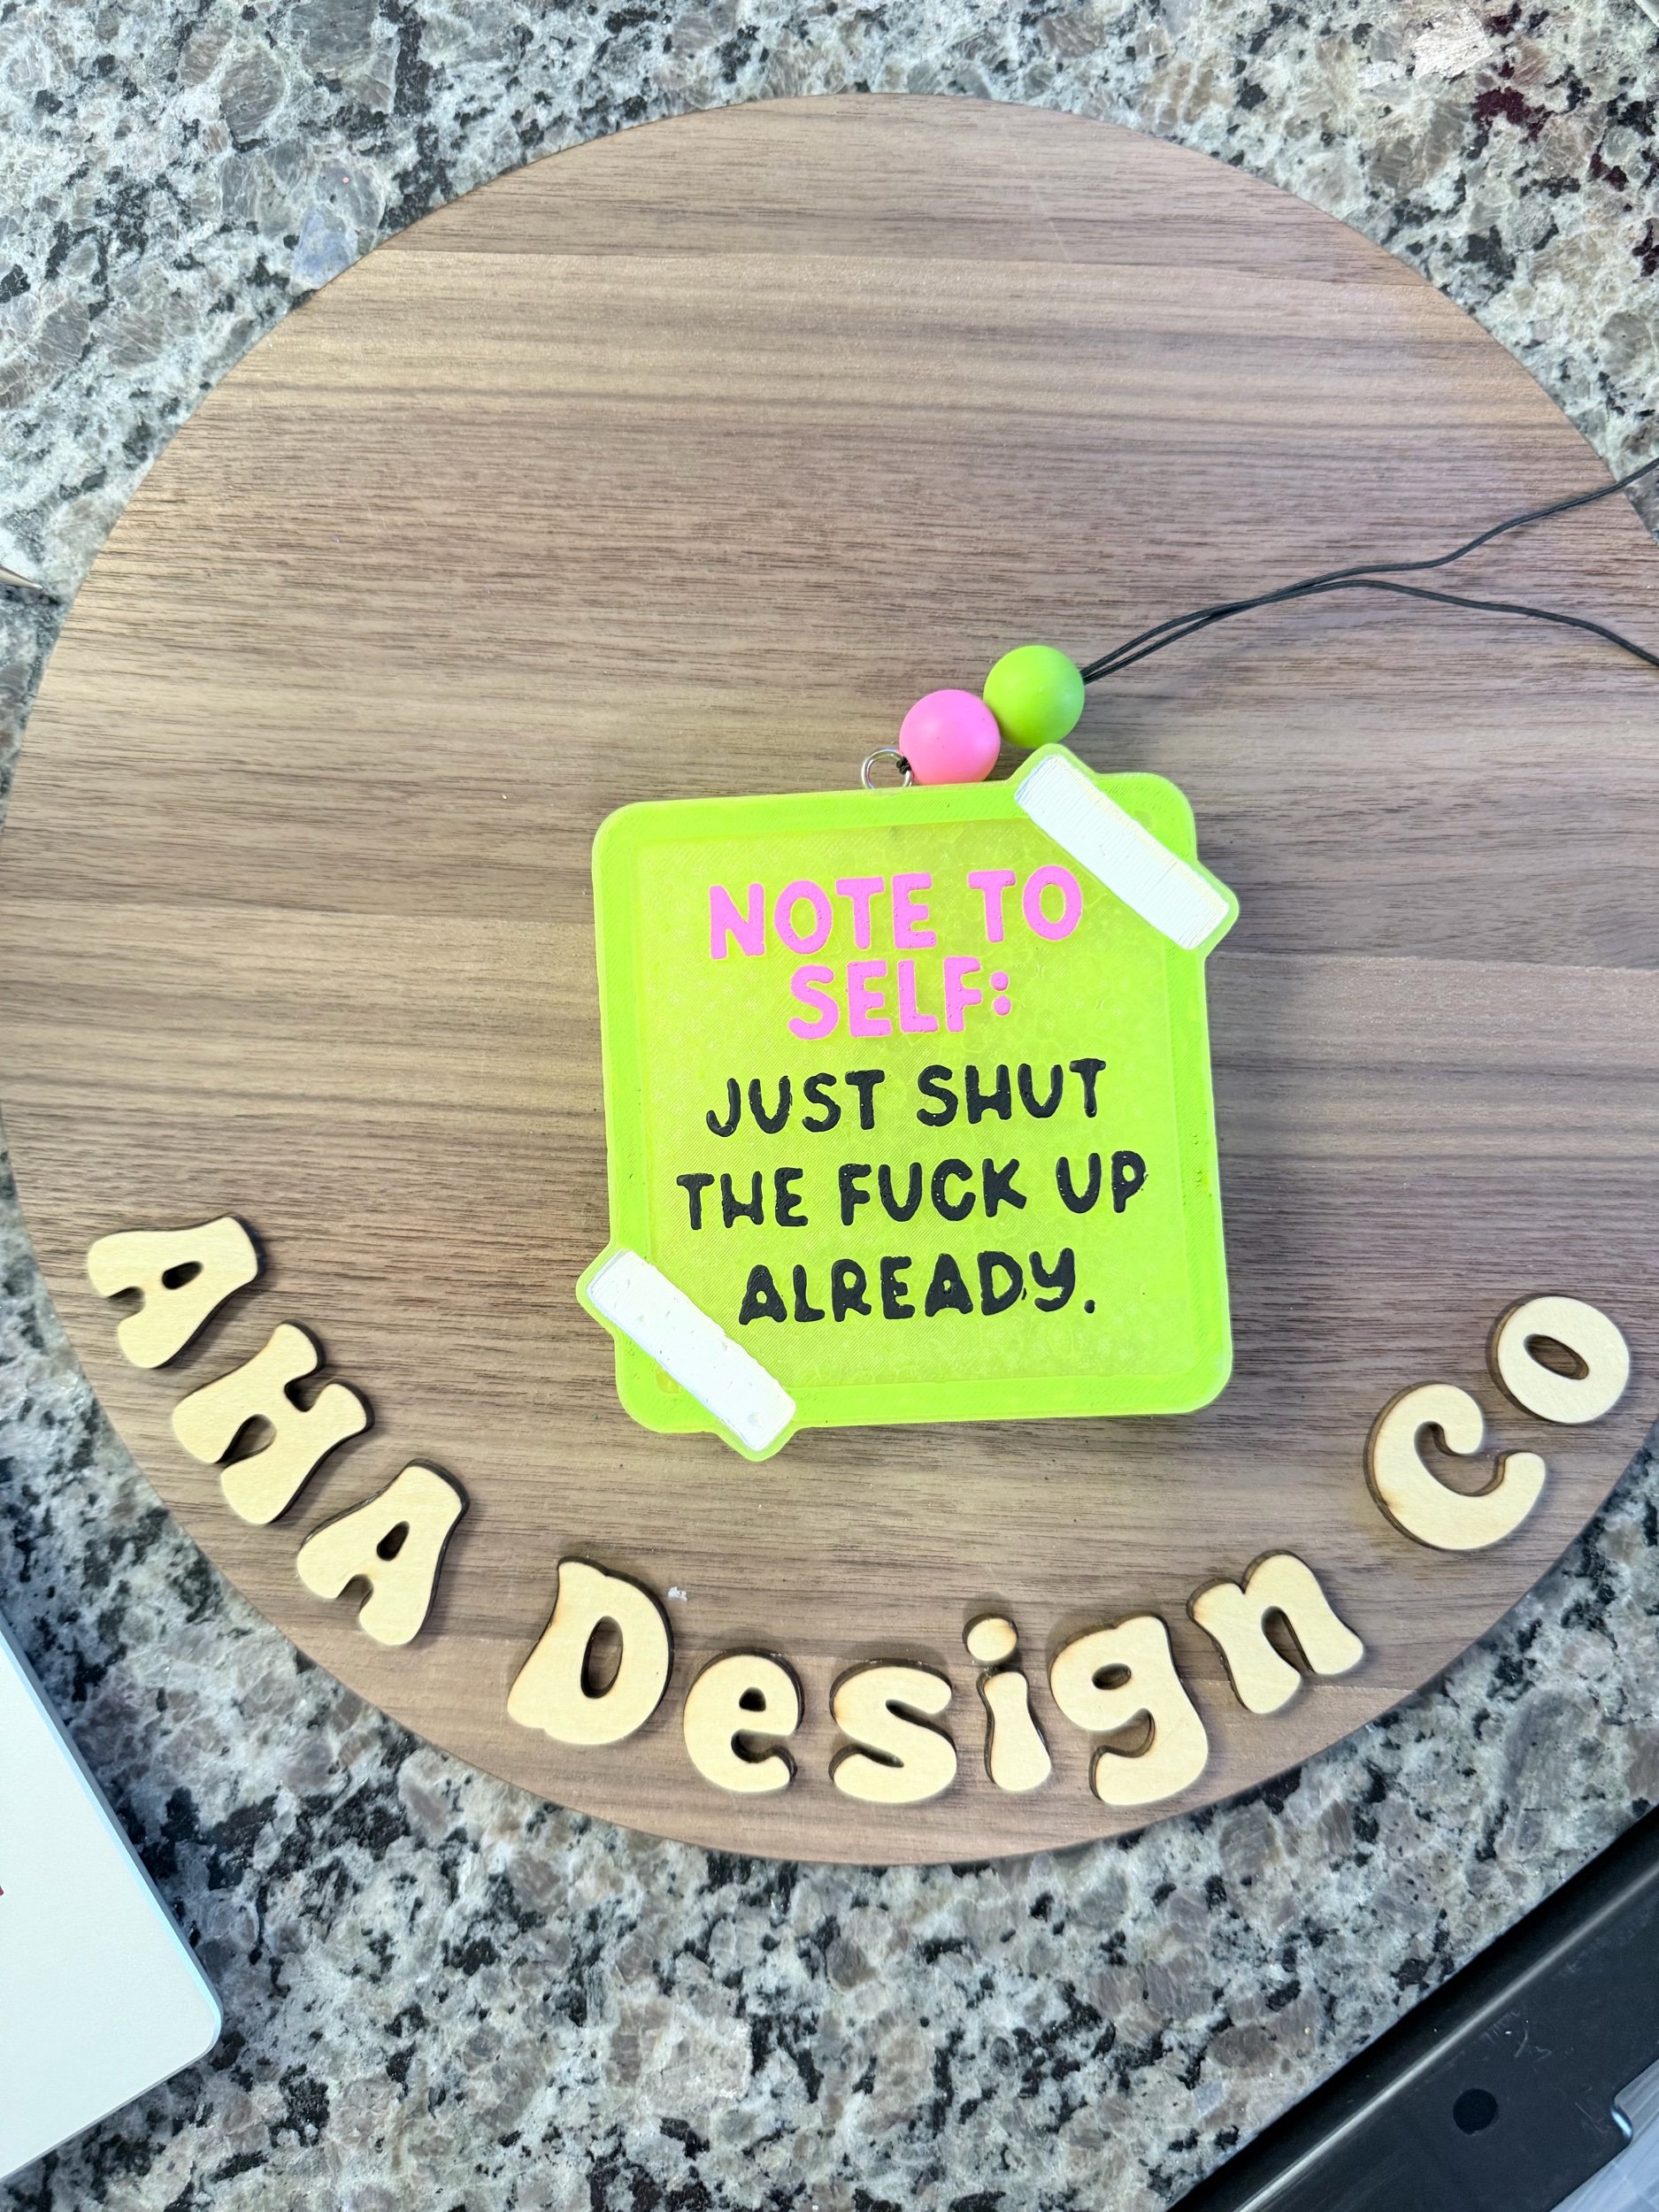 NOTE TO
SELF:
JUST SHUT
THE FUCK UP
ALREADY.
AHA Design Co